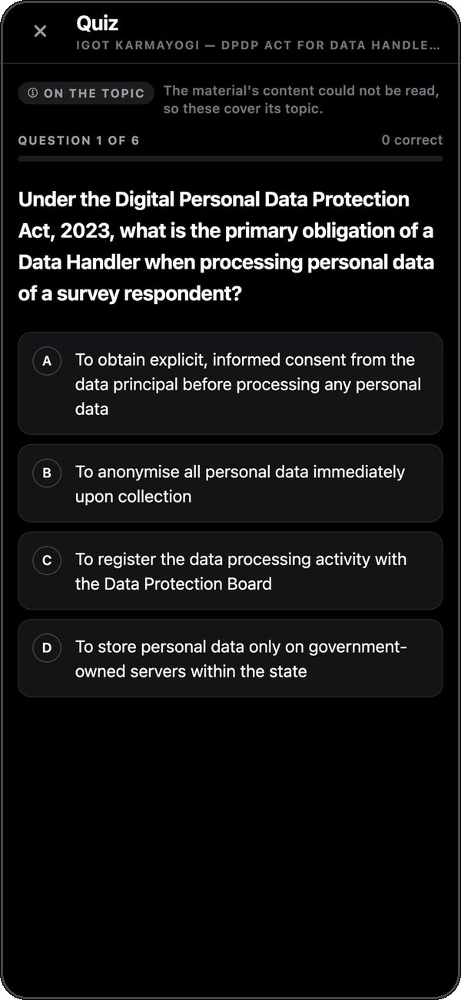 Quiz
IGOT KARMAYOGI — DPDP ACT FOR DATA HANDLE...
ON THE TOPIC
The material's content could not be read,
so these cover its topic.
QUESTION 1 OF 6
0 correct
Under the Digital Personal Data Protection
Act, 2023, what is the primary obligation of a
Data Handler when processing personal data
of a survey respondent?
A
To obtain explicit, informed consent from the
data principal before processing any personal
data
B
To anonymise all personal data immediately
upon collection
C
To register the data processing activity with
the Data Protection Board
D
To store personal data only on government-
owned servers within the state